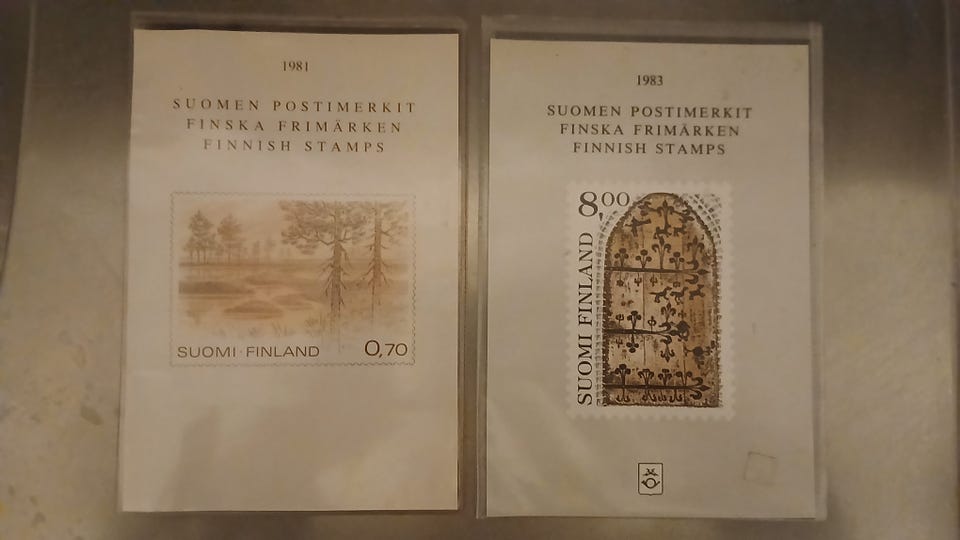 1981
SUOMEN POSTIMERKIT
FINSKA FRIMÄRKEN
FINNISH STAMPS
SUOMI·FINLAND 0,70
1983
SUOMEN POSTIMERKIT
FINSKA FRIMÄRKEN
FINNISH STAMPS
8,00
SUOMI FINLAND